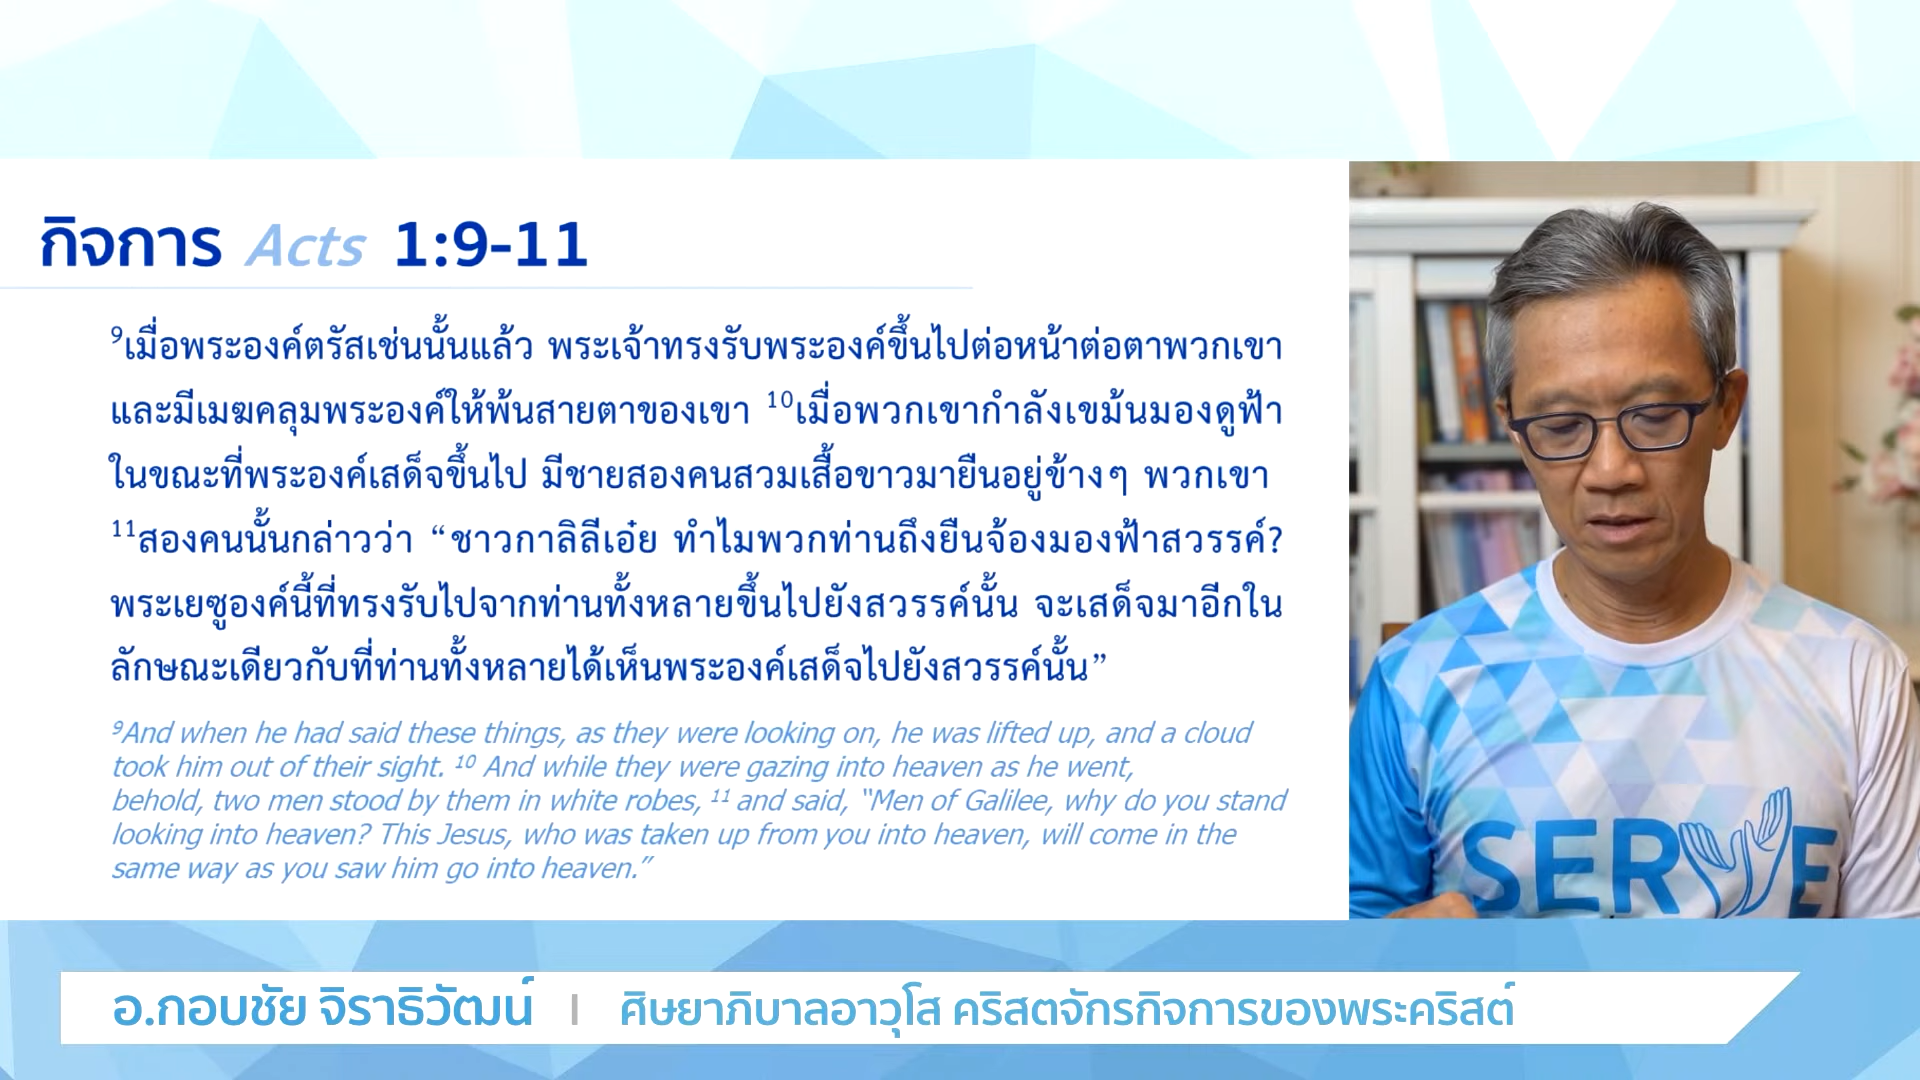 กิจการ Acts 1:9-11
⁹เมื่อพระองค์ตรัสเช่นนั้นแล้ว พระเจ้าทรงรับพระองค์ขึ้นไปต่อหน้าต่อตาพวกเขา
และมีเมฆคลุมพระองค์ให้พ้นสายตาของเขา ¹⁰เมื่อพวกเขากำลังเขม้นมองดูฟ้า
ในขณะที่พระองค์เสด็จขึ้นไป มีชายสองคนสวมเสื้อขาวมายืนอยู่ข้างๆ พวกเขา
¹¹สองคนนั้นกล่าวว่า “ชาวกาลิลีเอ๋ย ทำไมพวกท่านถึงยืนจ้องมองฟ้าสวรรค์?
พระเยซูองค์นี้ที่ทรงรับไปจากท่านทั้งหลายขึ้นไปยังสวรรค์นั้น จะเสด็จมาอีกใน
ลักษณะเดียวกับที่ท่านทั้งหลายได้เห็นพระองค์เสด็จไปยังสวรรค์นั้น”
⁹And when he had said these things, as they were looking on, he was lifted up, and a cloud
took him out of their sight. ¹⁰ And while they were gazing into heaven as he went,
behold, two men stood by them in white robes, ¹¹ and said, “Men of Galilee, why do you stand
looking into heaven? This Jesus, who was taken up from you into heaven, will come in the
same way as you saw him go into heaven.”
SERVE
อ.กอบชัย จิราธิวัฒน์ | ศิษยาภิบาลอาวุโส คริสตจักรกิจการของพระคริสต์